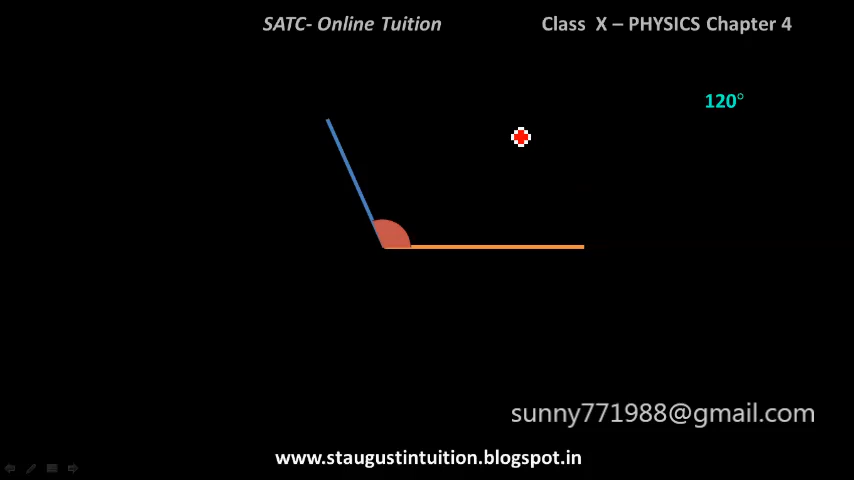 SATC- Online Tuition
Class X – PHYSICS Chapter 4
120°
sunny771988@gmail.com
www.staugustintuition.blogspot.in